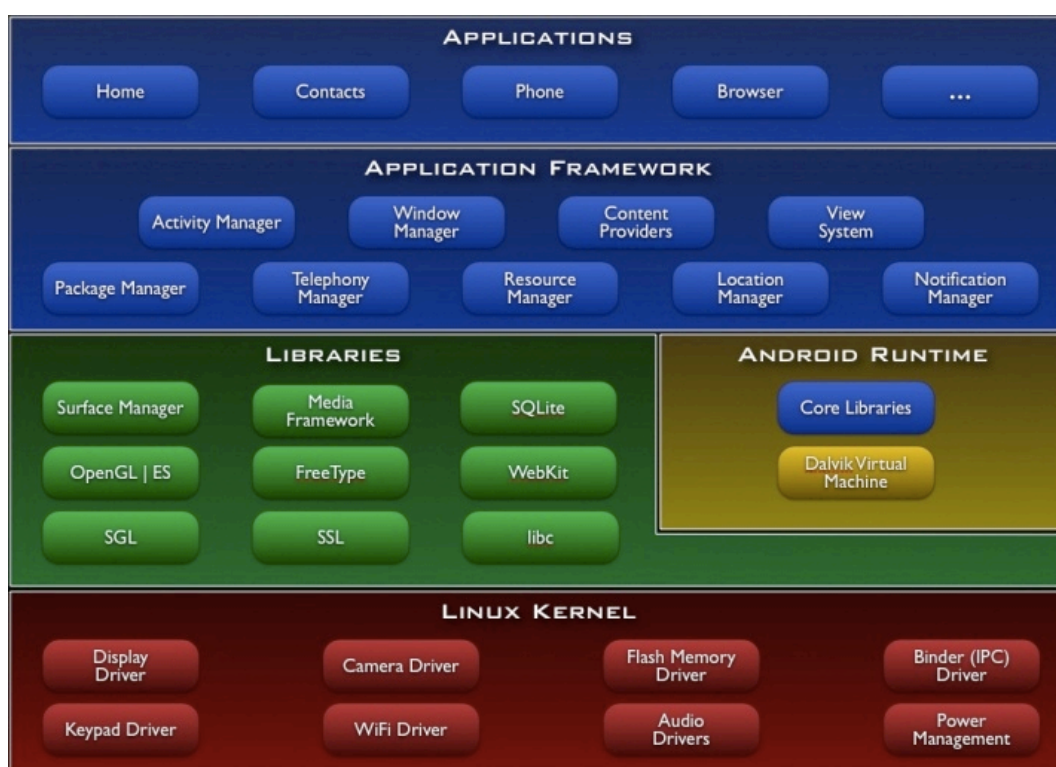 APPLICATIONS
Home
Contacts
Phone
Browser
...
APPLICATION FRAMEWORK
Activity Manager
Window
Manager
Content
Providers
View
System
Package Manager
Telephony
Manager
Resource
Manager
Location
Manager
Notification
Manager
LIBRARIES
Surface Manager
Media
Framework
SQLite
OpenGL | ES
FreeType
WebKit
SGL
SSL
libc
ANDROID RUNTIME
Core Libraries
Dalvik Virtual
Machine
LINUX KERNEL
Display
Driver
Camera Driver
Flash Memory
Driver
Binder (IPC)
Driver
Keypad Driver
WiFi Driver
Audio
Drivers
Power
Management